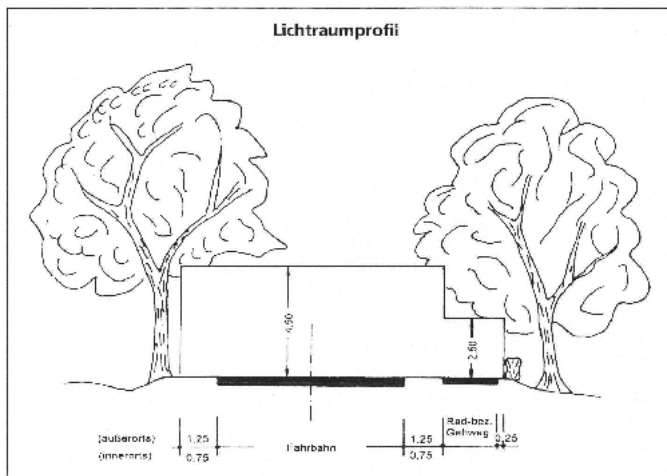 Lichtraumprofil
4,50
2,50
Rad-bez.
Gehweg
(außerorts) 1,25 Fahrbahn 1,25 0,25
(innerorts) 0,75 0,75